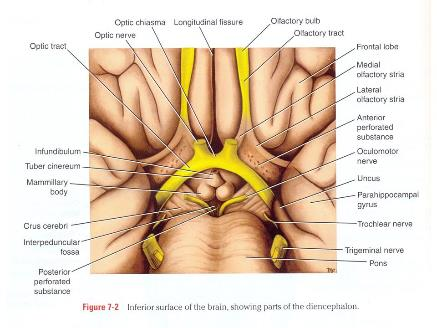 Optic chiasma
Longitudinal fissure
Olfactory bulb
Optic nerve
Olfactory tract
Optic tract
Frontal lobe
Medial
olfactory stria
Lateral
olfactory stria
Anterior
perforated
substance
Infundibulum
Oculomotor
nerve
Tuber cinereum
Mammillary
body
Uncus
Parahippocampal
gyrus
Crus cerebri
Trochlear nerve
Interpeduncular
fossa
Trigeminal nerve
Pons
Posterior
perforated
substance
Figure 7-2 Inferior surface of the brain, showing parts of the diencephalon.